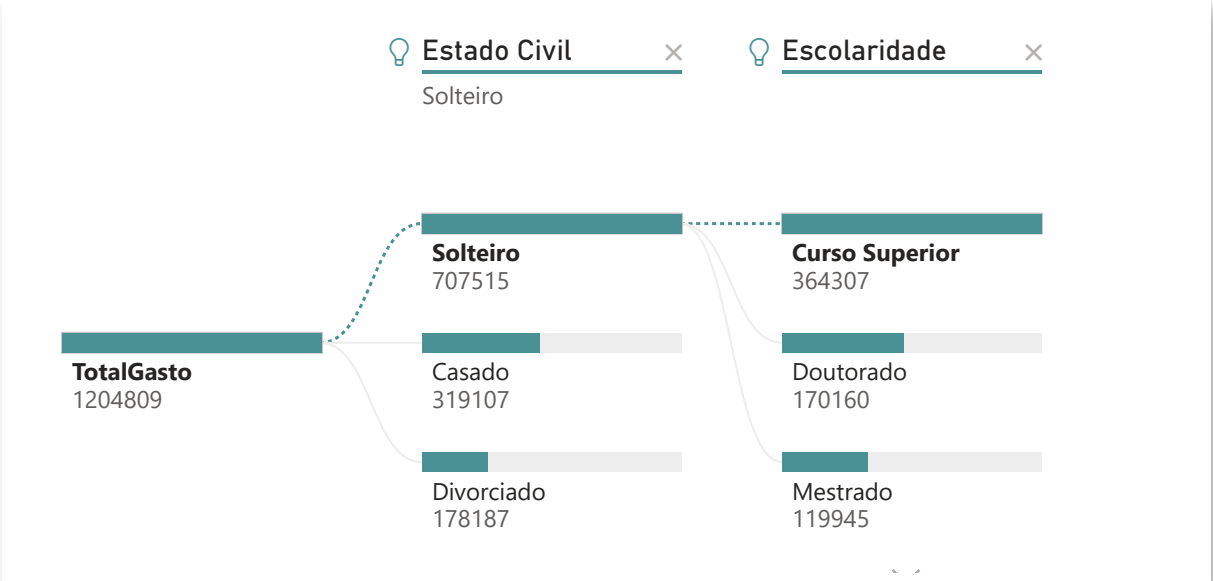 Estado Civil
Escolaridade
Solteiro
Solteiro
707515
Curso Superior
364307
TotalGasto
1204809
Casado
319107
Doutorado
170160
Divorciado
178187
Mestrado
119945